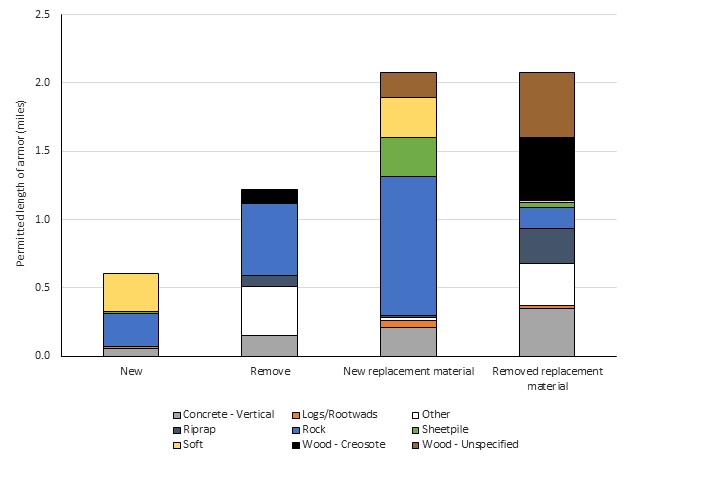 2.5
2.0
1.5
1.0
0.5
0.0
Permitted length of armor (miles)
New
Remove
New replacement material
Removed replacement
material
Concrete - Vertical
Logs/Rootwads
Other
Riprap
Rock
Sheetpile
Soft
Wood - Creosote
Wood - Unspecified